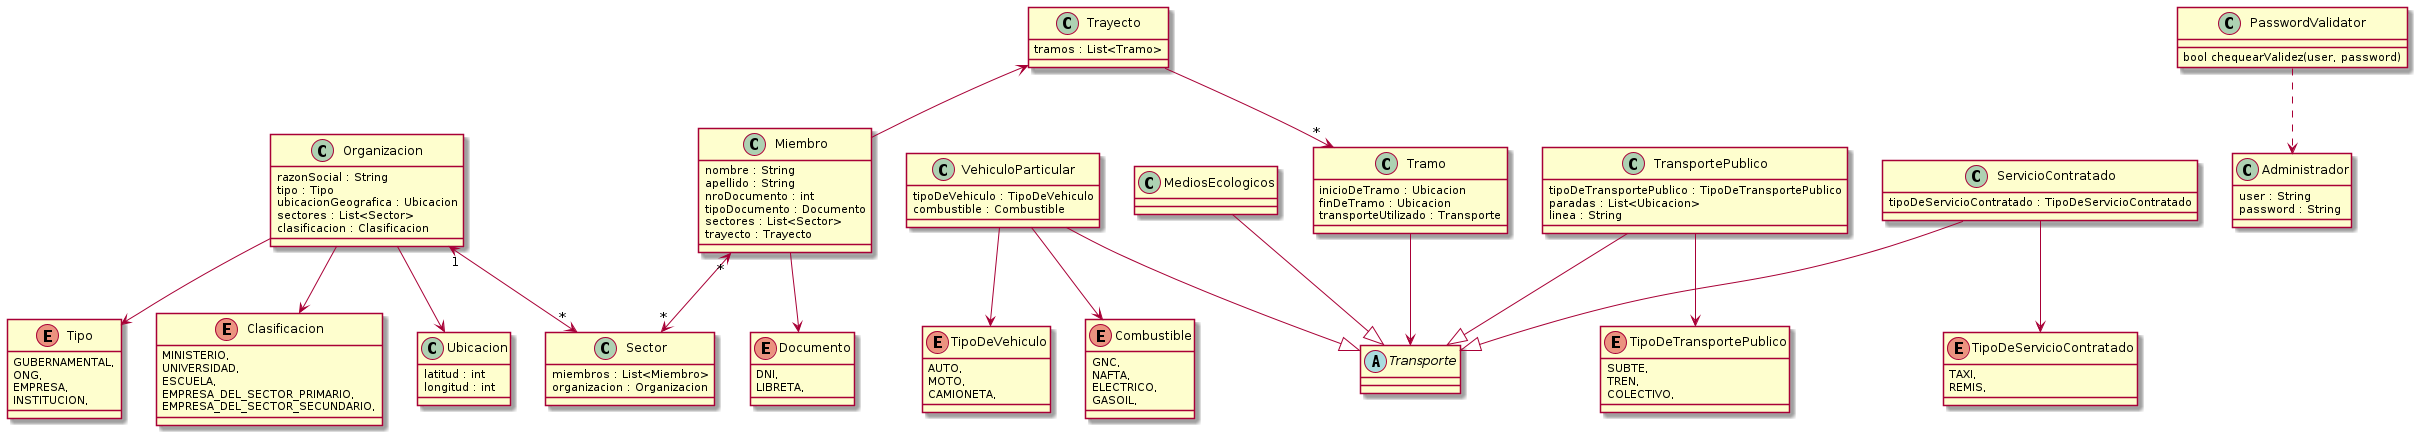 C Trayecto
tramos : List<Tramo>
C PasswordValidator
bool chequearValidez(user, password)
C Organizacion
razonSocial : String
tipo : Tipo
ubicacionGeografica : Ubicacion
sectores : List<Sector>
clasificacion : Clasificacion
C Miembro
nombre : String
apellido : String
nroDocumento : int
tipoDocumento : Documento
sectores : List<Sector>
trayecto : Trayecto
C VehiculoParticular
tipoDeVehiculo : TipoDeVehiculo
combustible : Combustible
C MediosEcologicos
*
C Tramo
inicioDeTramo : Ubicacion
finDeTramo : Ubicacion
transporteUtilizado : Transporte
C TransportePublico
tipoDeTransportePublico : TipoDeTransportePublico
paradas : List<Ubicacion>
linea : String
C ServicioContratado
tipoDeServicioContratado : TipoDeServicioContratado
C Administrador
user : String
password : String
1
*
*
*
E Tipo
GUBERNAMENTAL,
ONG,
EMPRESA,
INSTITUCION,
E Clasificacion
MINISTERIO,
UNIVERSIDAD,
ESCUELA,
EMPRESA_DEL_SECTOR_PRIMARIO,
EMPRESA_DEL_SECTOR_SECUNDARIO,
C Ubicacion
latitud : int
longitud : int
C Sector
miembros : List<Miembro>
organizacion : Organizacion
E Documento
DNI,
LIBRETA,
E TipoDeVehiculo
AUTO,
MOTO,
CAMIONETA,
E Combustible
GNC,
NAFTA,
ELECTRICO,
GASOIL,
A Transporte
E TipoDeTransportePublico
SUBTE,
TREN,
COLECTIVO,
E TipoDeServicioContratado
TAXI,
REMIS,